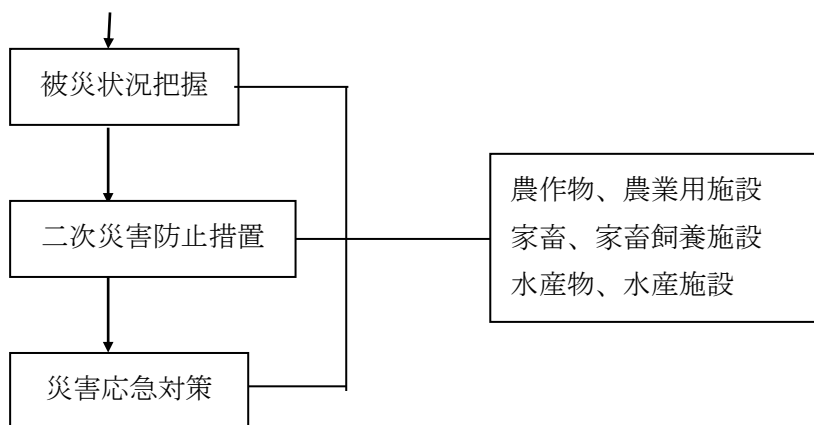 被災状況把握
二次災害防止措置
農作物、農業用施設
家畜、家畜飼養施設
水産物、水産施設
災害応急対策